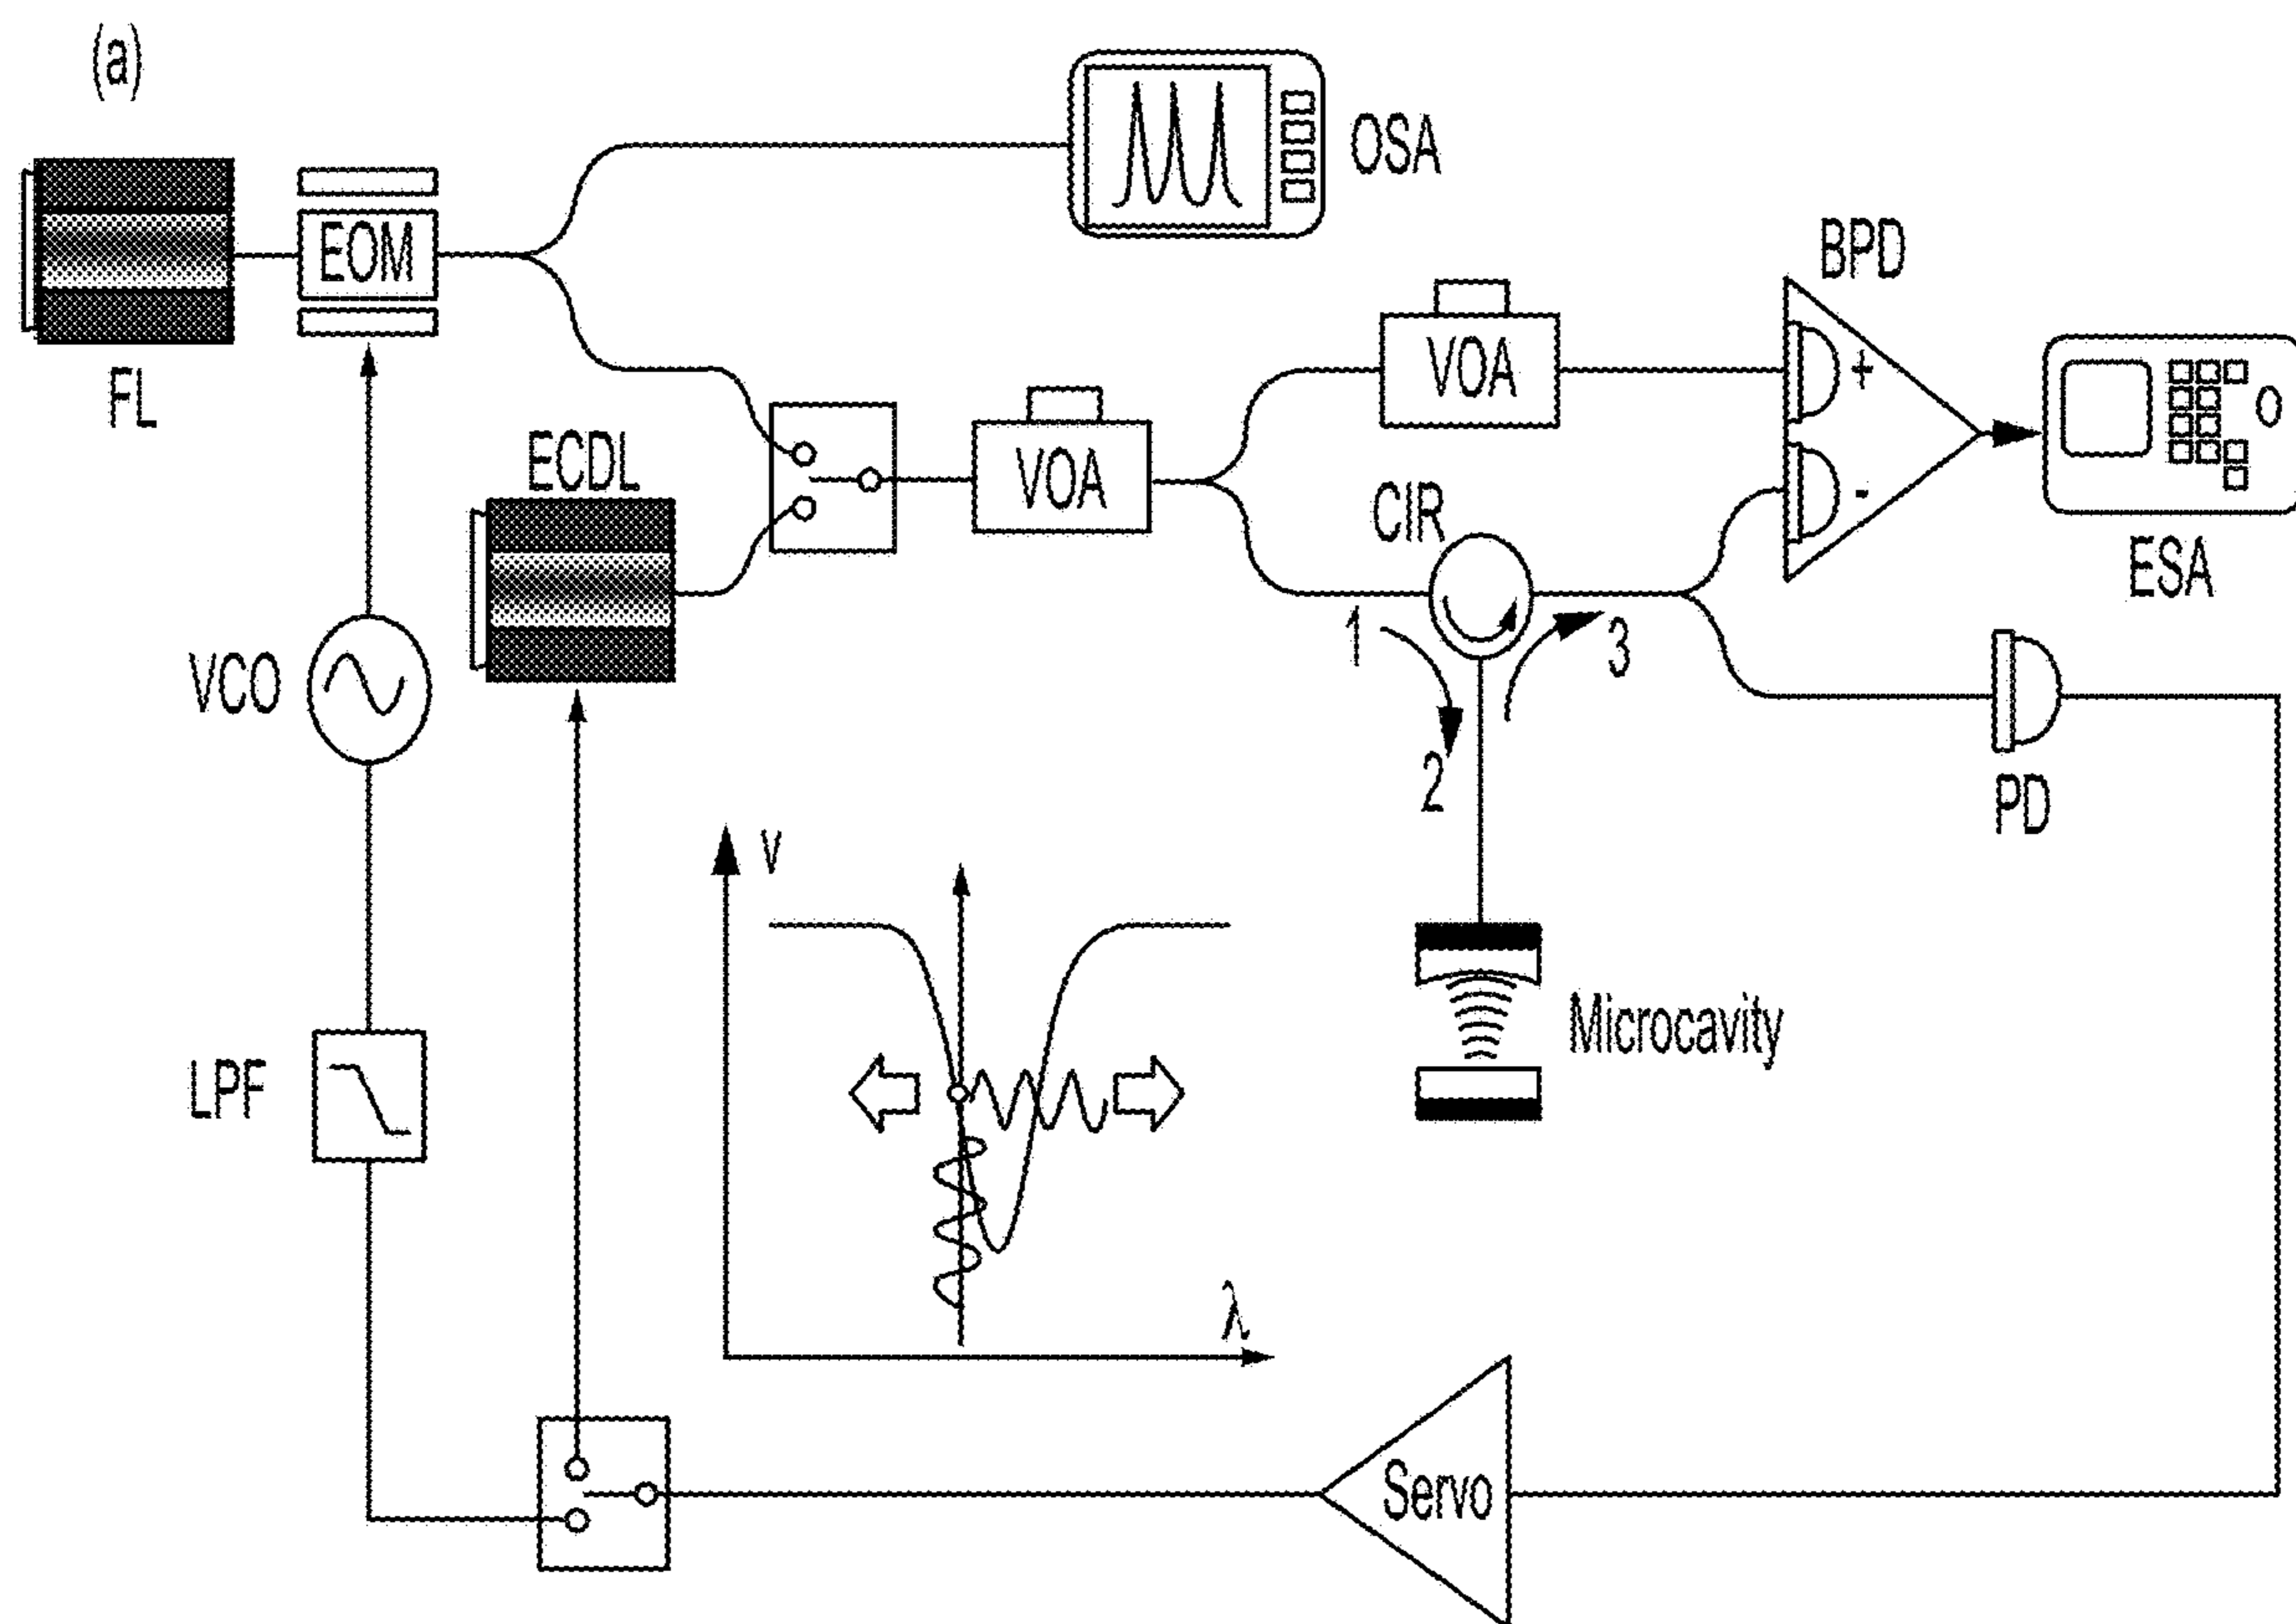 (a)
OSA
EOM
FL
BPD
VOA
+
-
ECDL
VOA
CIR
ESA
1
2
3
VCO
PD
v
Microcavity
LPF
λ
Servo